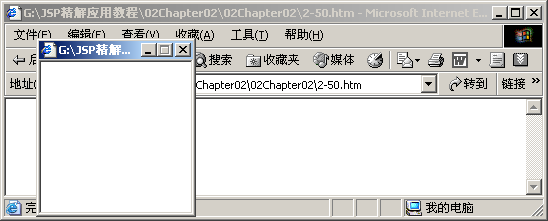 G:\JSP精解应用教程\02Chapter02\02Chapter02\2-50.htm - Microsoft Internet E...
文件(F) 编辑(E) 查看(V) 收藏(A) 工具(T) 帮助(H)
G:\JSP精解...
搜索 收藏夹 媒体
地址 Chapter02\02Chapter02\2-50.htm 转到 链接 »
完 我的电脑